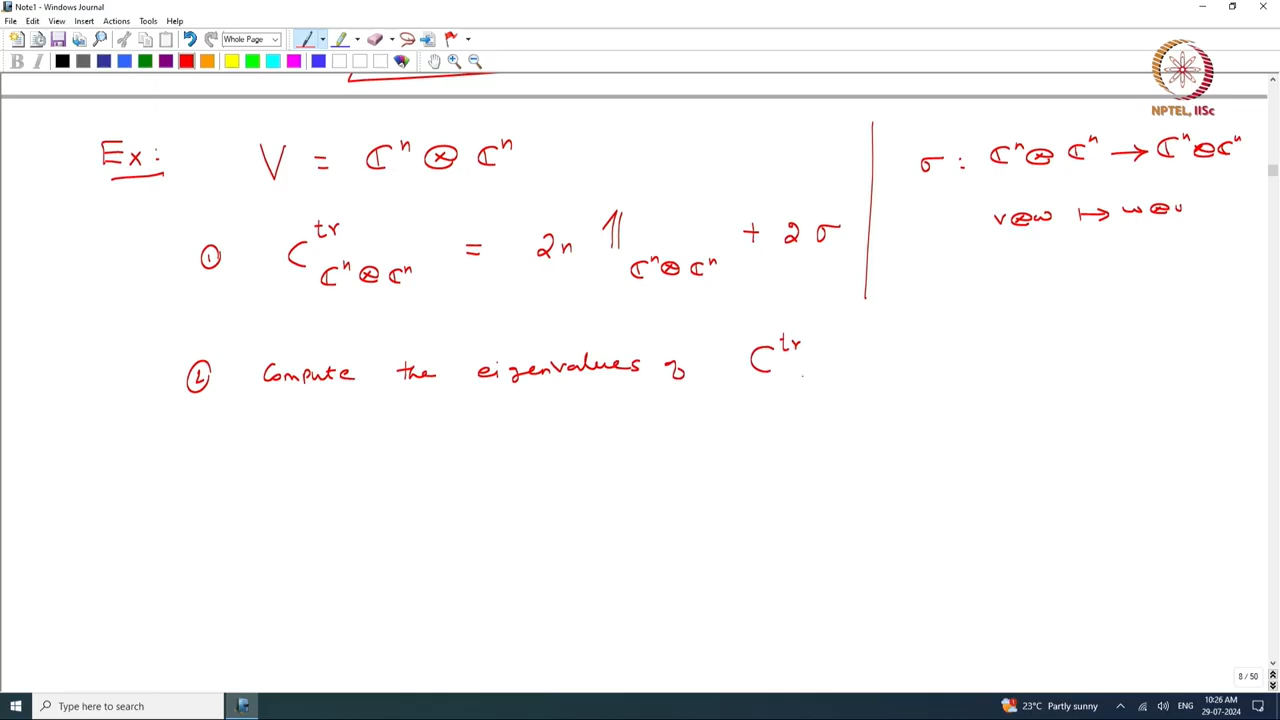 Note1 - Windows Journal
File Edit View Insert Actions Tools Help
Whole Page
B I
NPTEL, IISc
Ex: V = ℂⁿ ⊗ ℂⁿ
σ : ℂⁿ ⊗ ℂⁿ → ℂⁿ ⊗ ℂⁿ
v⊗w ↦ w⊗v
① C^{tr}_{ℂⁿ⊗ℂⁿ} = 2n 𝟙_{ℂⁿ⊗ℂⁿ} + 2σ
② Compute the eigenvalues of C^{tr}
8 / 50
Type here to search
23°C Partly sunny
ENG
10:26 AM
29-07-2024